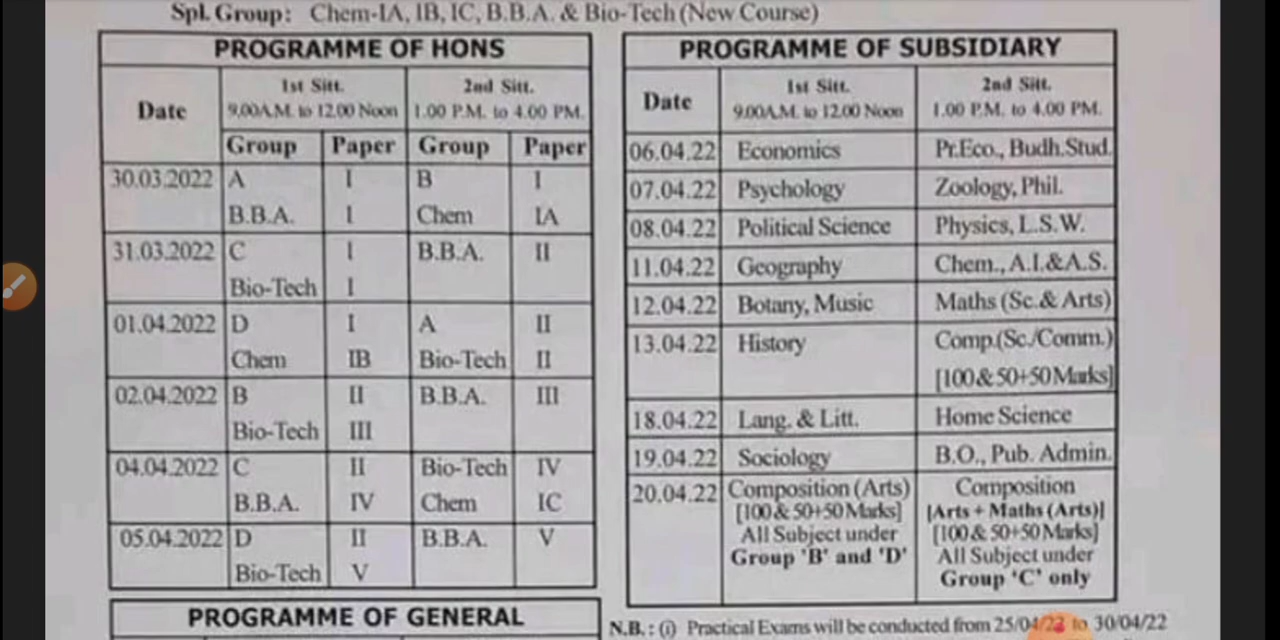 Spl. Group: Chem-IA, IB, IC, B.B.A. & Bio-Tech (New Course)
PROGRAMME OF HONS
Date 1st Sitt. 2nd Sitt.
9.00A.M. to 12.00 Noon 1.00 P.M. to 4.00 PM.
Group Paper Group Paper
30.03.2022 A I B I
B.B.A. I Chem IA
31.03.2022 C I B.B.A. II
Bio-Tech I
01.04.2022 D I A II
Chem IB Bio-Tech II
02.04.2022 B II B.B.A. III
Bio-Tech III
04.04.2022 C II Bio-Tech IV
B.B.A. IV Chem IC
05.04.2022 D II B.B.A. V
Bio-Tech V
PROGRAMME OF GENERAL
PROGRAMME OF SUBSIDIARY
Date 1st Sitt. 2nd Sitt.
9.00A.M. to 12.00 Noon 1.00 P.M. to 4.00 PM.
06.04.22 Economics Pr.Eco., Budh.Stud.
07.04.22 Psychology Zoology, Phil.
08.04.22 Political Science Physics, L.S.W.
11.04.22 Geography Chem., A.I.&A.S.
12.04.22 Botany, Music Maths (Sc.& Arts)
13.04.22 History Comp.(Sc./Comm.)
[100 & 50+50 Marks]
18.04.22 Lang. & Litt. Home Science
19.04.22 Sociology B.O., Pub. Admin.
20.04.22 Composition (Arts) Composition
[100 & 50+50 Marks] [Arts + Maths (Arts)]
All Subject under [100 & 50+50 Marks]
Group 'B' and 'D' All Subject under
Group 'C' only
N.B. : (i) Practical Exams will be conducted from 25/04/22 to 30/04/22